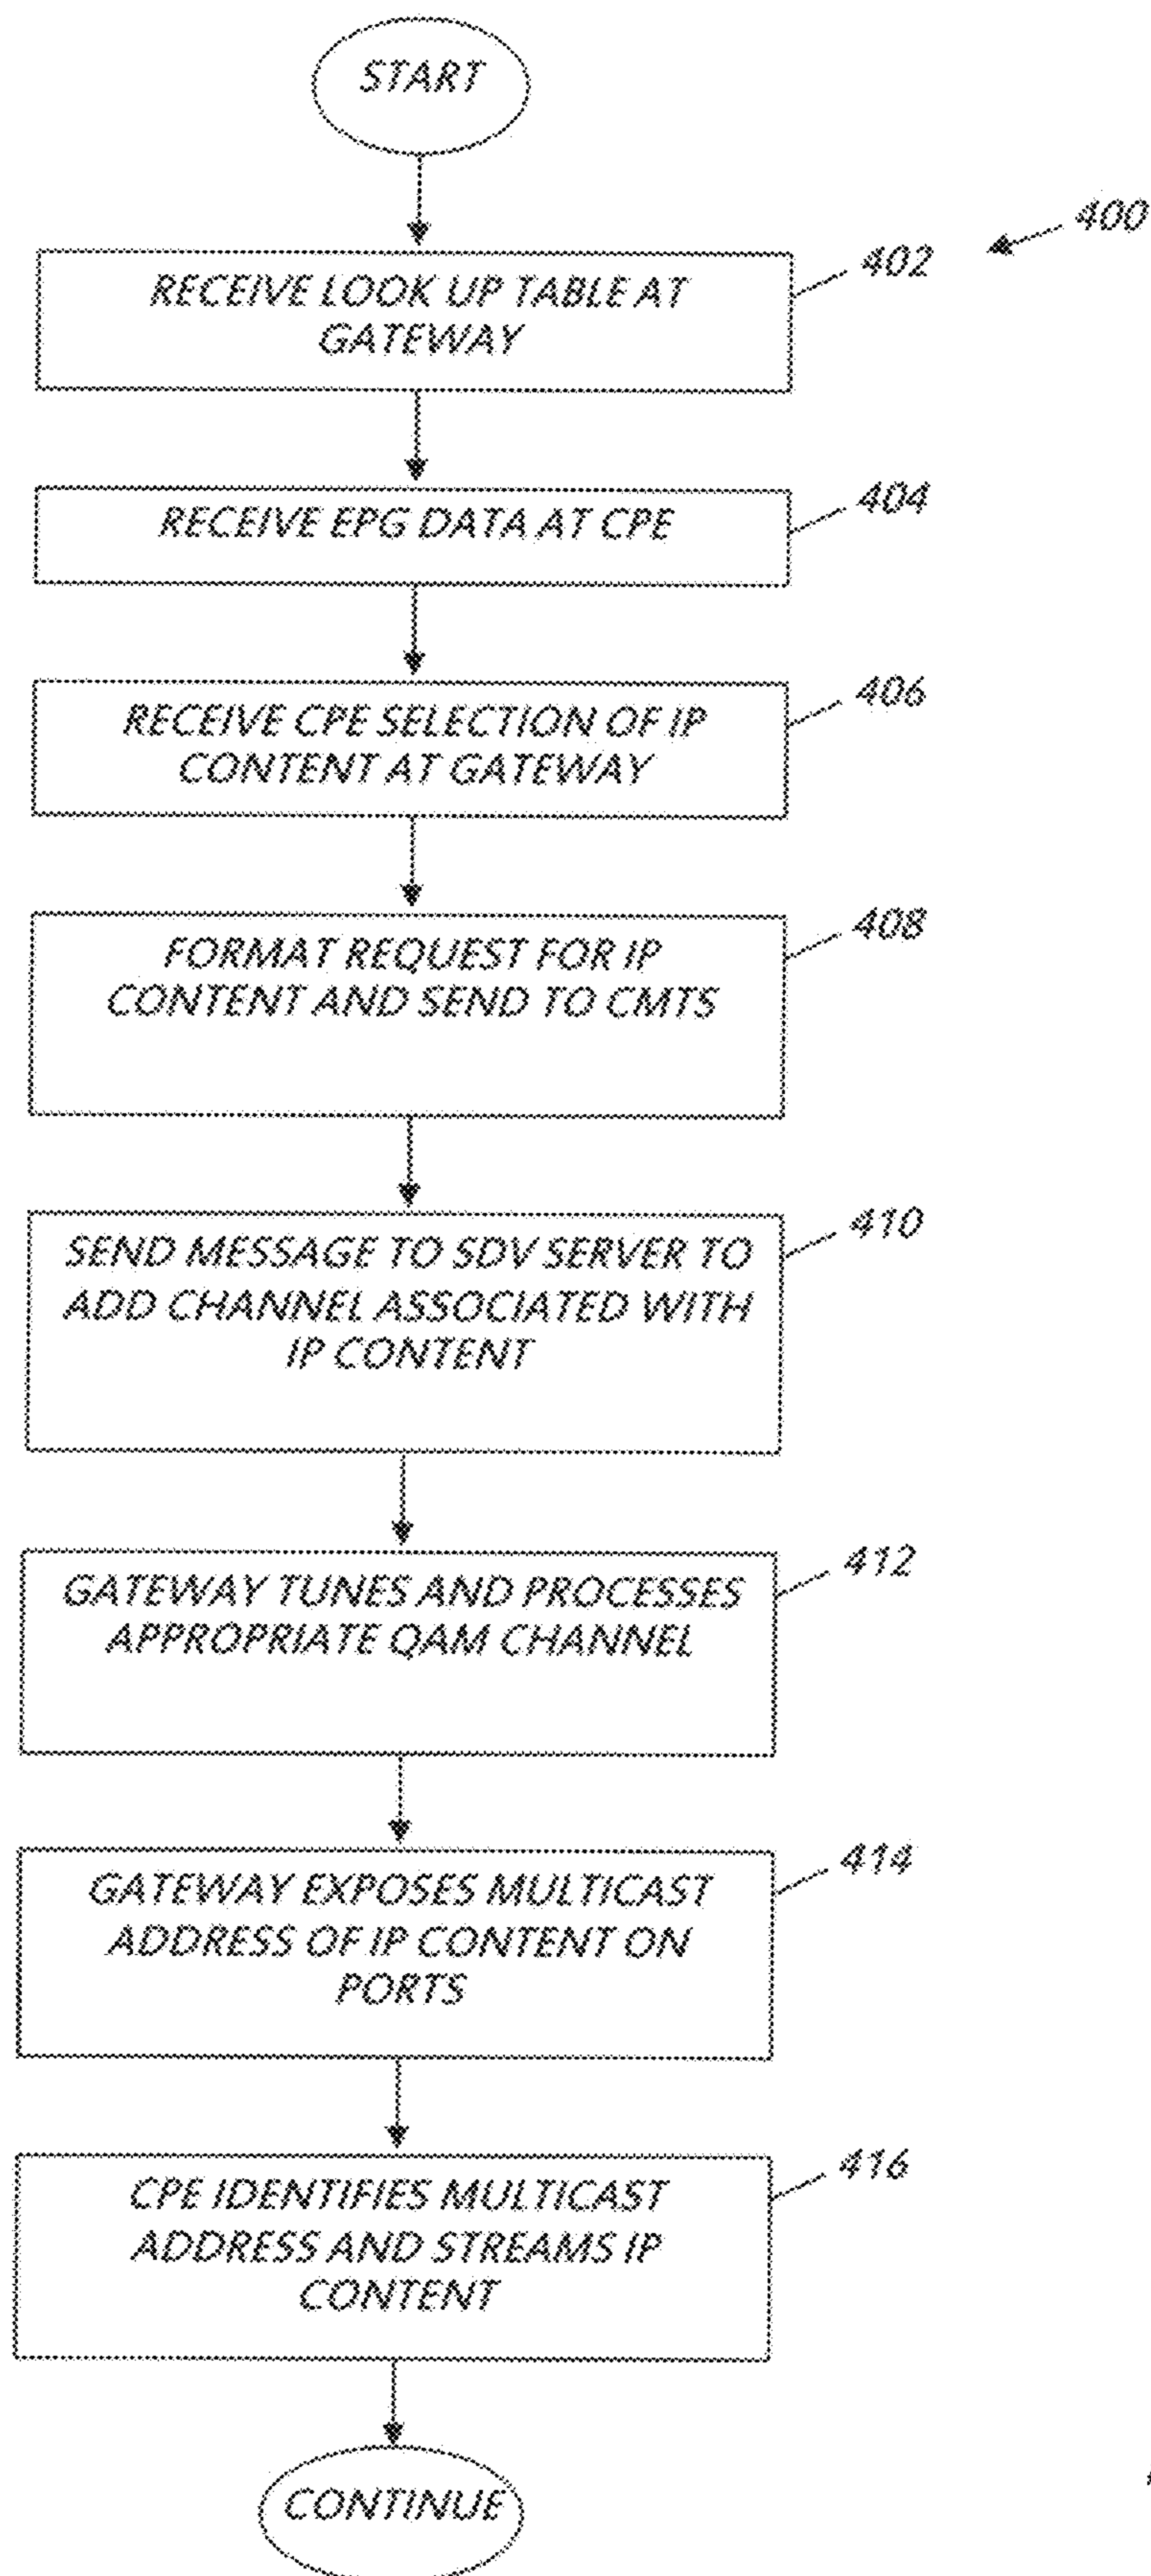 START
400
402
RECEIVE LOOK UP TABLE AT
GATEWAY
404
RECEIVE EPG DATA AT CPE
406
RECEIVE CPE SELECTION OF IP
CONTENT AT GATEWAY
408
FORMAT REQUEST FOR IP
CONTENT AND SEND TO CMTS
410
SEND MESSAGE TO SDV SERVER TO
ADD CHANNEL ASSOCIATED WITH
IP CONTENT
412
GATEWAY TUNES AND PROCESSES
APPROPRIATE QAM CHANNEL
414
GATEWAY EXPOSES MULTICAST
ADDRESS OF IP CONTENT ON
PORTS
416
CPE IDENTIFIES MULTICAST
ADDRESS AND STREAMS IP
CONTENT
CONTINUE